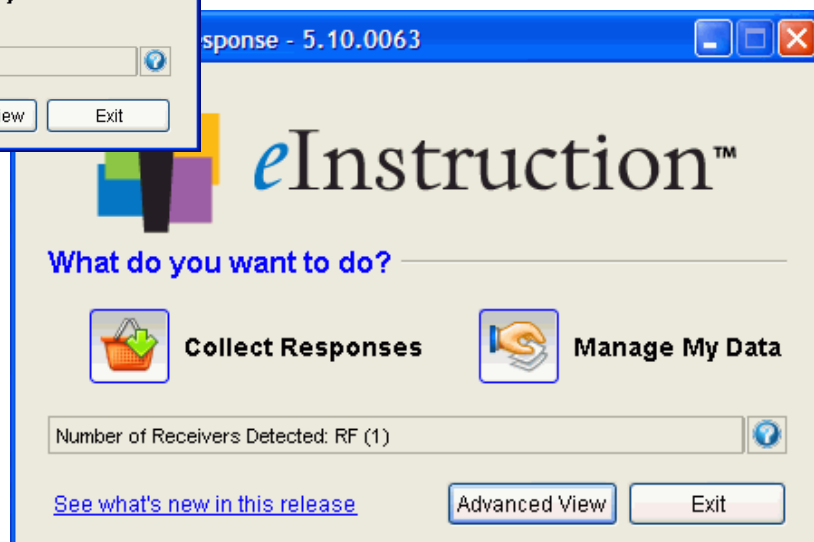 sponse - 5.10.0063
iew
Exit
eInstruction™
What do you want to do?
Collect Responses
Manage My Data
Number of Receivers Detected: RF (1)
See what's new in this release
Advanced View
Exit